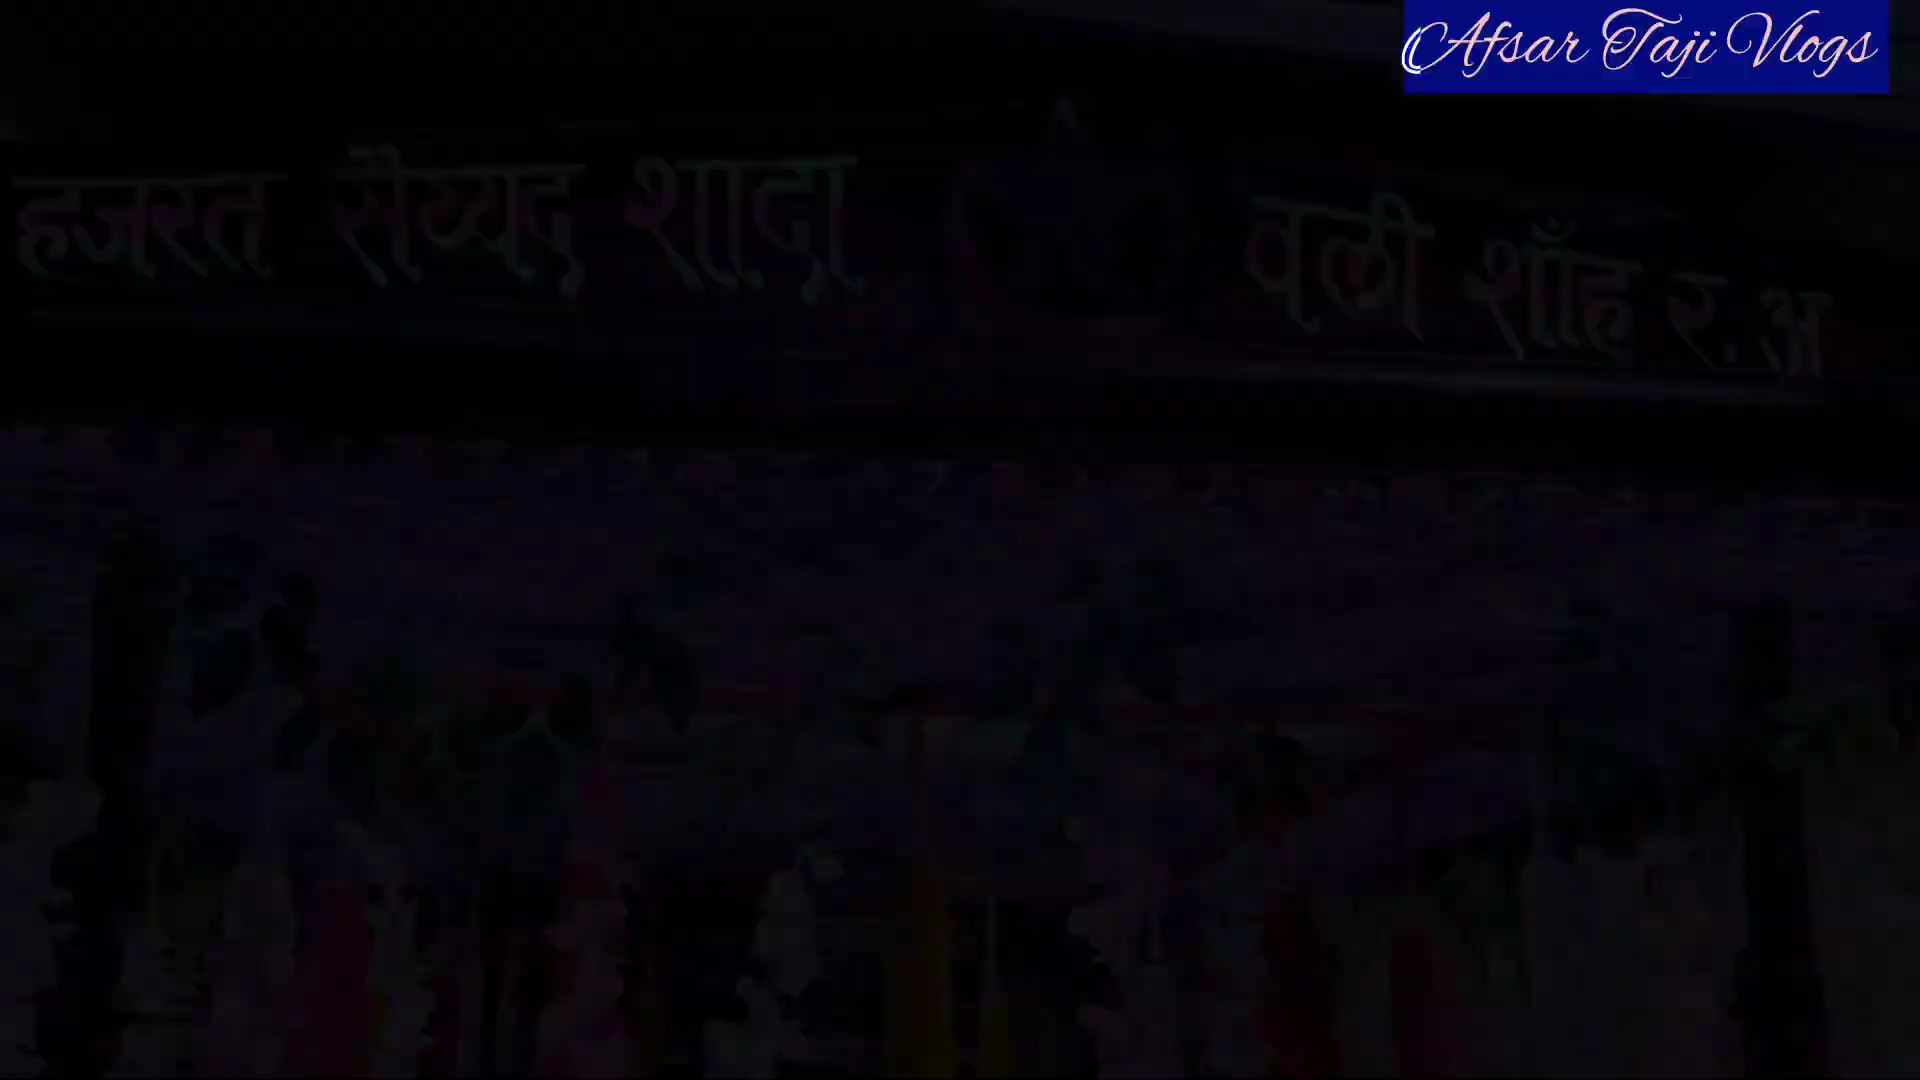 Afsar Taji Vlogs
हजरत सैय्यद शादा वली शाँह र. अ